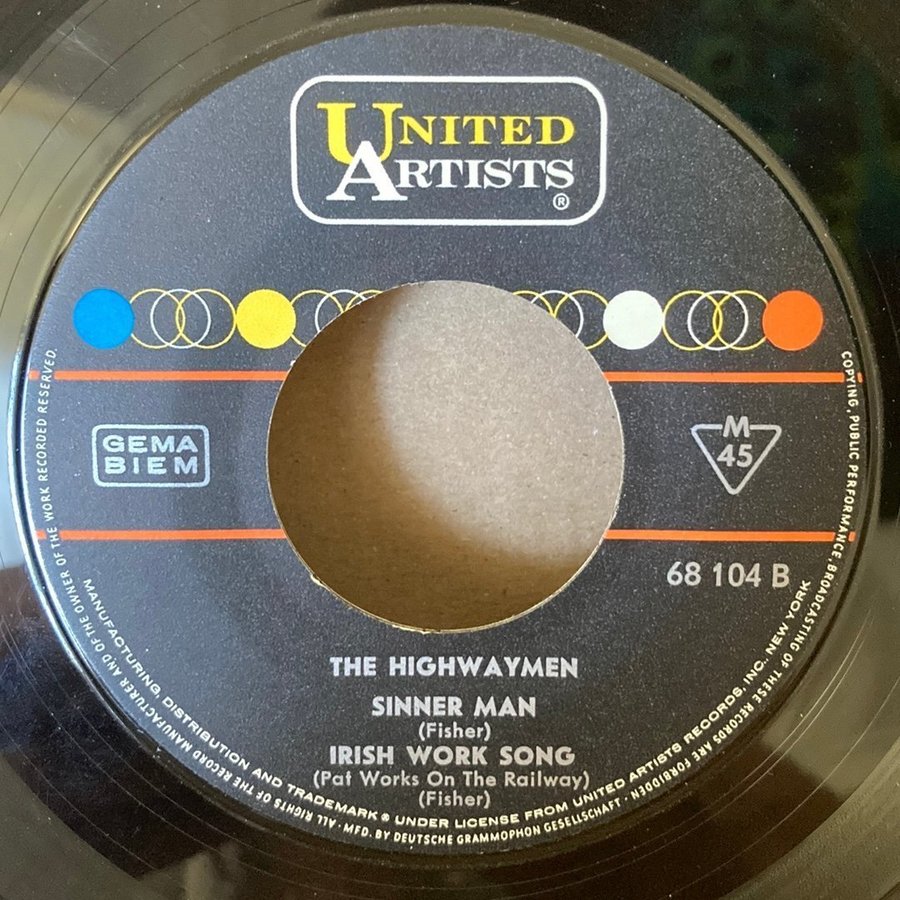 UNITED
ARTISTS
®
GEMA
BIEM
M
45
68 104 B
THE HIGHWAYMEN
SINNER MAN
(Fisher)
IRISH WORK SONG
(Pat Works On The Railway)
(Fisher)
MANUFACTURING, DISTRIBUTION AND TRADEMARK ® UNDER LICENSE FROM UNITED ARTISTS RECORDS, INC. NEW YORK
COPYING, PUBLIC PERFORMANCE, BROADCASTING OF THESE RECORDS ARE FORBIDDEN · MFD. BY DEUTSCHE GRAMMOPHON GESELLSCHAFT · ALL RIGHTS OF THE RECORD MANUFACTURER AND OF THE OWNER OF THE WORK RECORDED RESERVED.